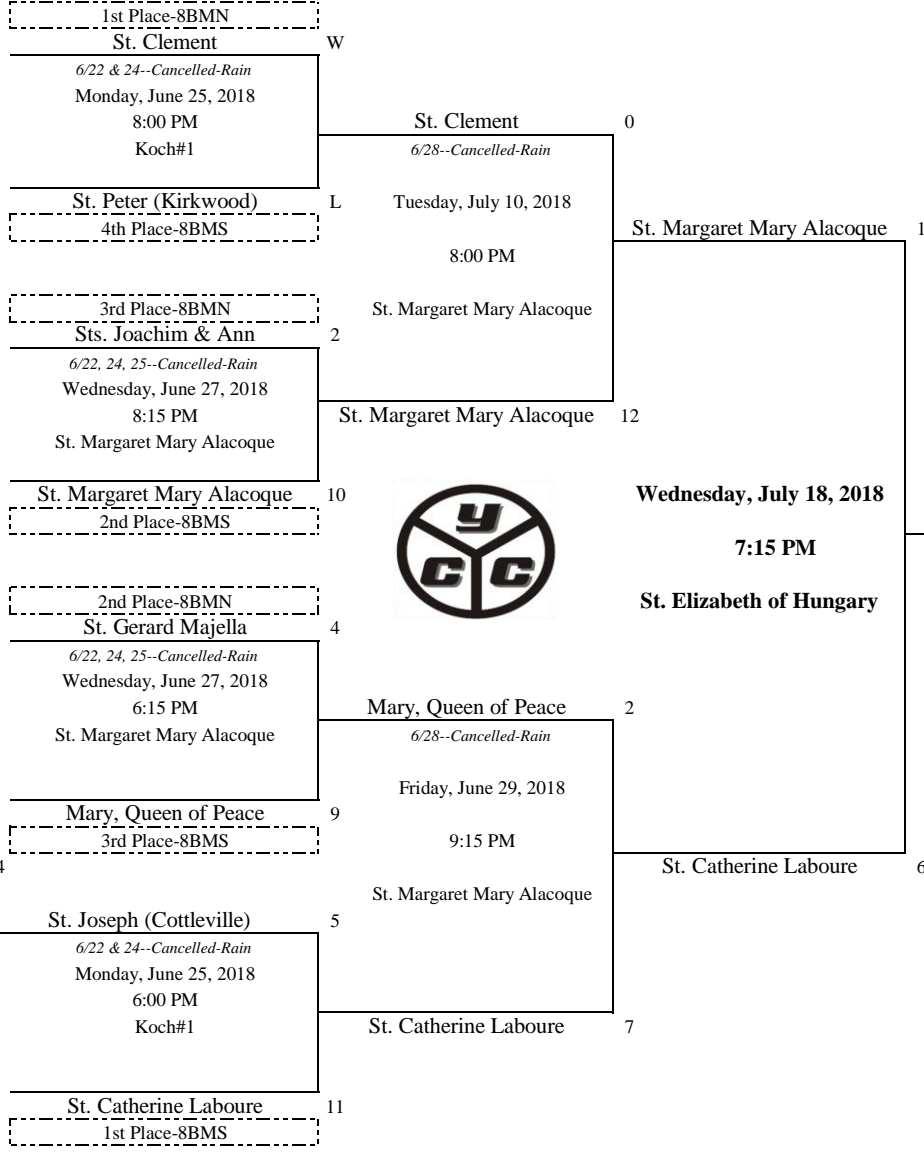 1st Place-8BMN
St. Clement W
6/22 & 24--Cancelled-Rain
Monday, June 25, 2018
8:00 PM
Koch#1
St. Peter (Kirkwood) L
4th Place-8BMS
St. Clement 0
6/28--Cancelled-Rain
Tuesday, July 10, 2018
8:00 PM
St. Margaret Mary Alacoque
3rd Place-8BMN
Sts. Joachim & Ann 2
6/22, 24, 25--Cancelled-Rain
Wednesday, June 27, 2018
8:15 PM
St. Margaret Mary Alacoque
St. Margaret Mary Alacoque 10
2nd Place-8BMS
St. Margaret Mary Alacoque 12
St. Margaret Mary Alacoque
Wednesday, July 18, 2018
7:15 PM
St. Elizabeth of Hungary
y
C C
2nd Place-8BMN
St. Gerard Majella 4
6/22, 24, 25--Cancelled-Rain
Wednesday, June 27, 2018
6:15 PM
St. Margaret Mary Alacoque
Mary, Queen of Peace 9
3rd Place-8BMS
Mary, Queen of Peace 2
6/28--Cancelled-Rain
Friday, June 29, 2018
9:15 PM
St. Margaret Mary Alacoque
St. Catherine Laboure
St. Joseph (Cottleville) 5
6/22 & 24--Cancelled-Rain
Monday, June 25, 2018
6:00 PM
Koch#1
St. Catherine Laboure 7
St. Catherine Laboure 11
1st Place-8BMS